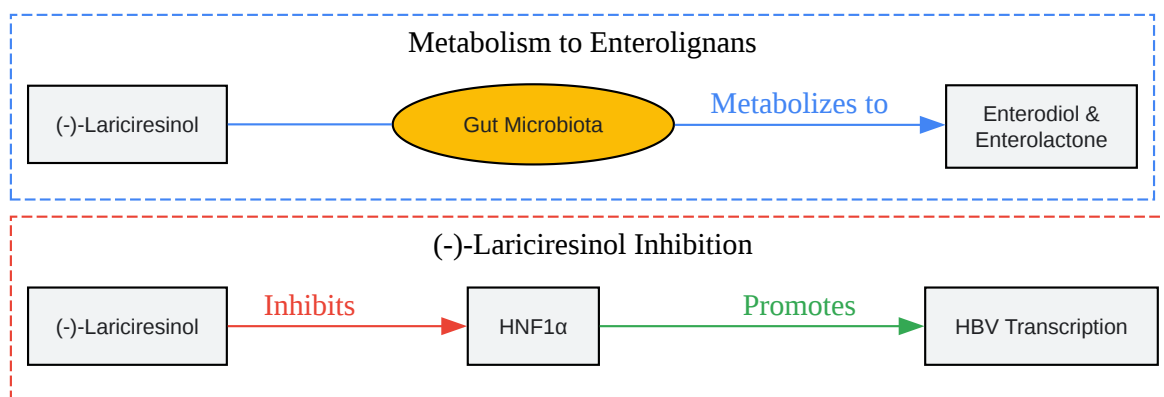 Metabolism to Enterolignans
(-)-Lariciresinol
Gut Microbiota
Metabolizes to
Enterodiol &
Enterolactone
(-)-Lariciresinol Inhibition
(-)-Lariciresinol
Inhibits
HNF1α
Promotes
HBV Transcription